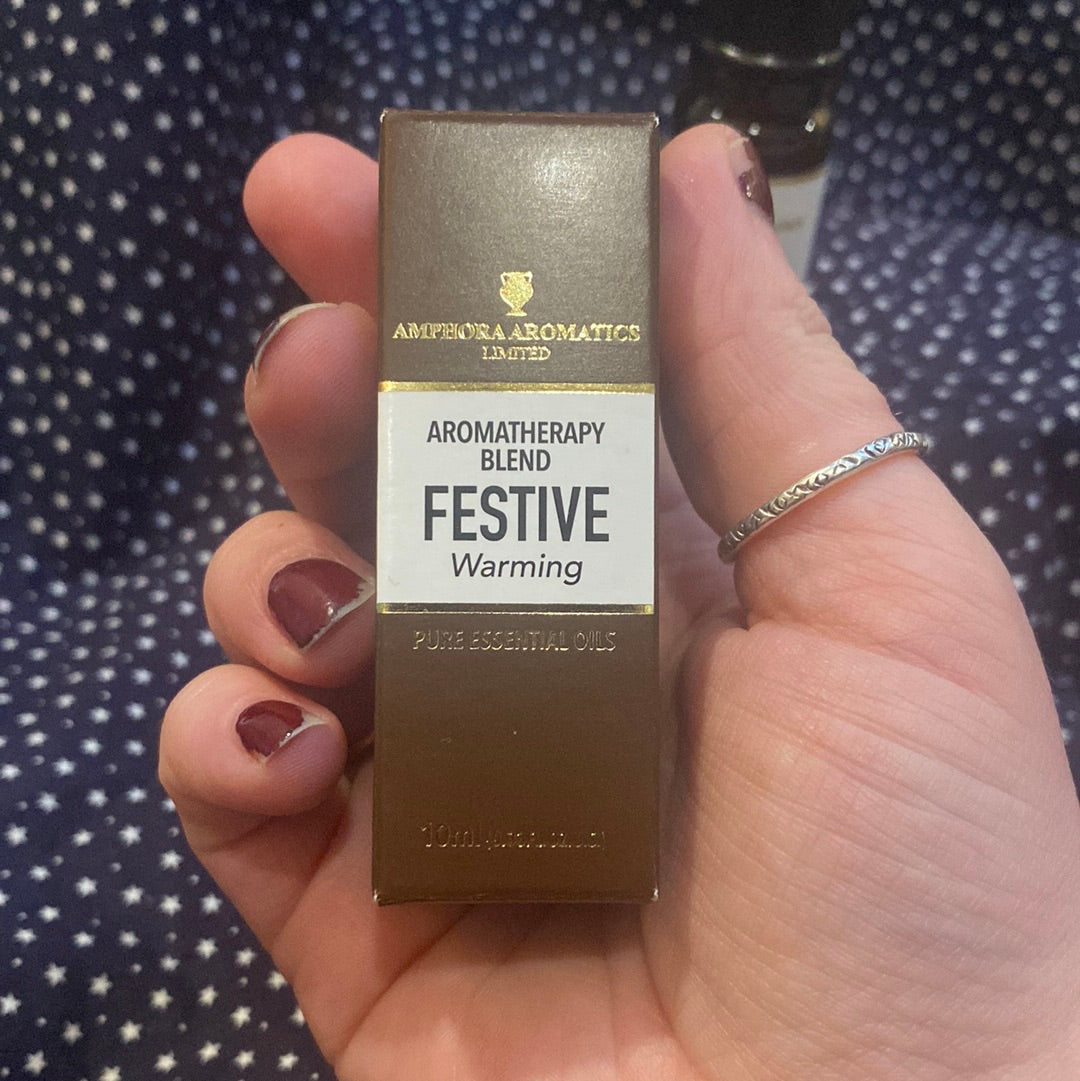 AMPHORA AROMATICS
LIMITED
AROMATHERAPY
BLEND
FESTIVE
Warming
PURE ESSENTIAL OILS
10ml